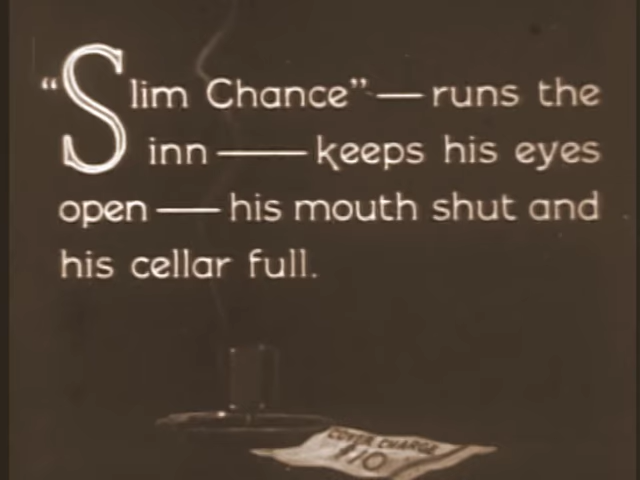 "Slim Chance" — runs the
inn — keeps his eyes
open — his mouth shut and
his cellar full.
COVER CHARGE
$10